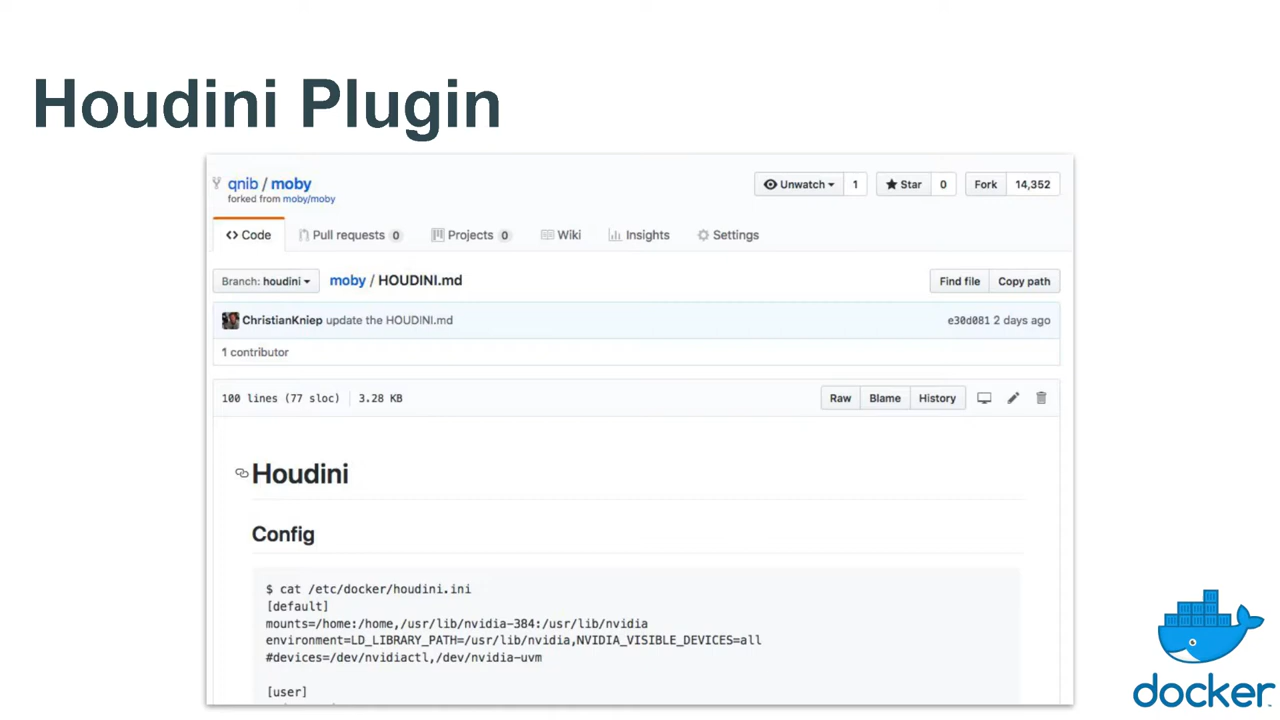 Houdini Plugin
qnib / moby
forked from moby/moby
Unwatch 1 Star 0 Fork 14,352
Code Pull requests 0 Projects 0 Wiki Insights Settings
Branch: houdini moby / HOUDINI.md Find file Copy path
ChristianKniep update the HOUDINI.md e30d081 2 days ago
1 contributor
100 lines (77 sloc) 3.28 KB Raw Blame History
Houdini
Config
$ cat /etc/docker/houdini.ini
[default]
mounts=/home:/home,/usr/lib/nvidia-384:/usr/lib/nvidia
environment=LD_LIBRARY_PATH=/usr/lib/nvidia,NVIDIA_VISIBLE_DEVICES=all
#devices=/dev/nvidiactl,/dev/nvidia-uvm
[user]
docker